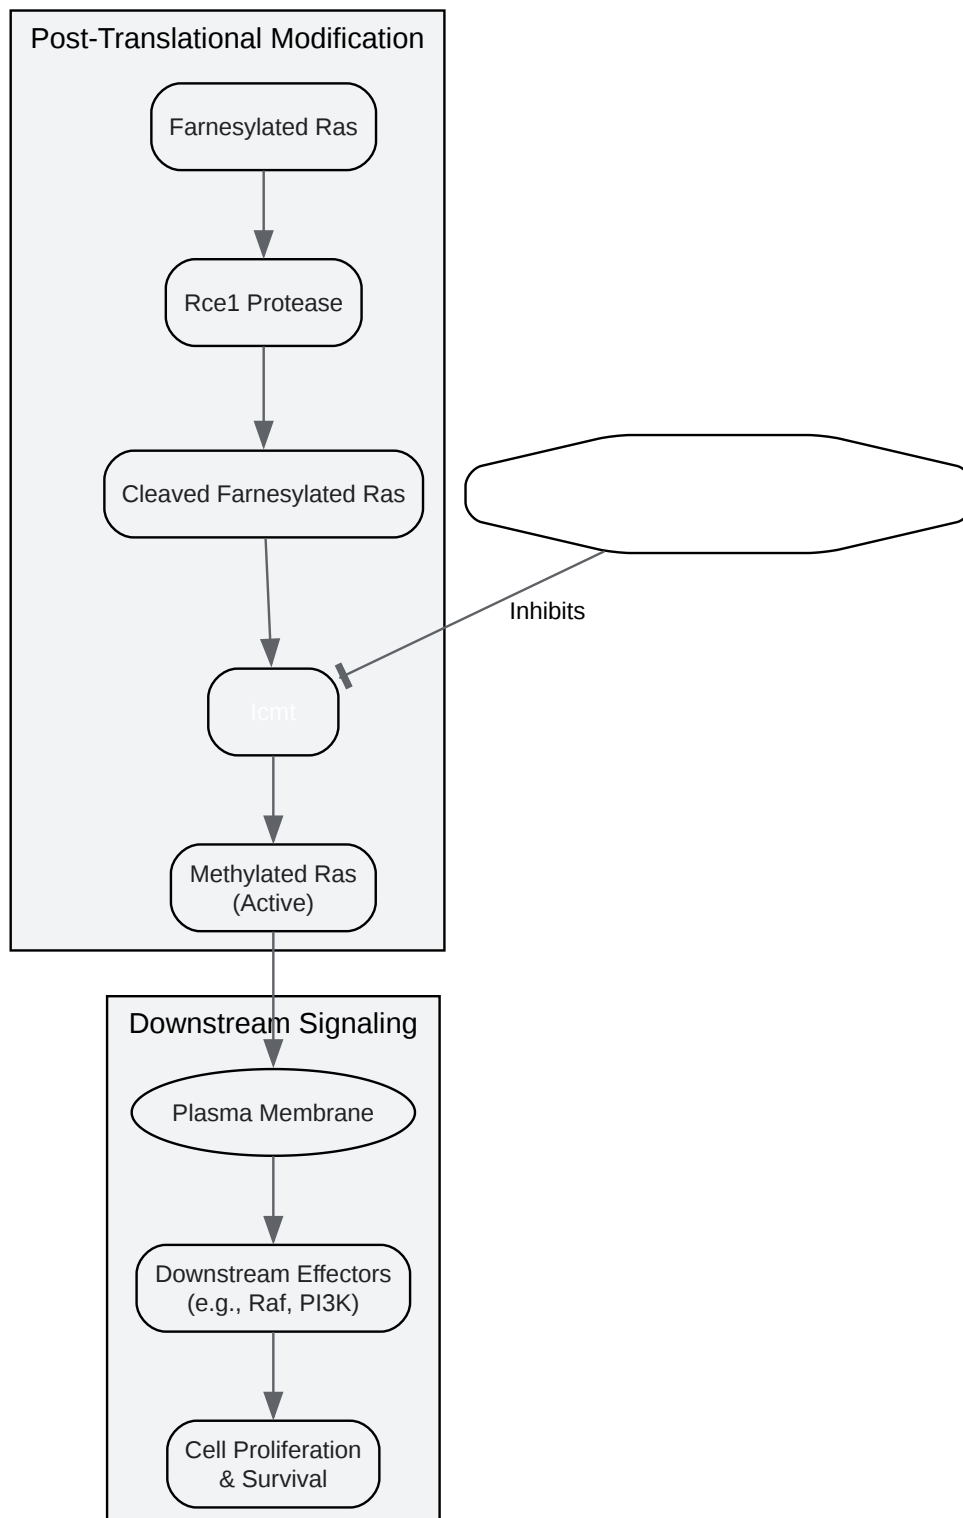 Post-Translational Modification
Farnesylated Ras
Rce1 Protease
Cleaved Farnesylated Ras
Inhibits
Icmt
Methylated Ras
(Active)
Downstream Signaling
Plasma Membrane
Downstream Effectors
(e.g., Raf, PI3K)
Cell Proliferation
& Survival